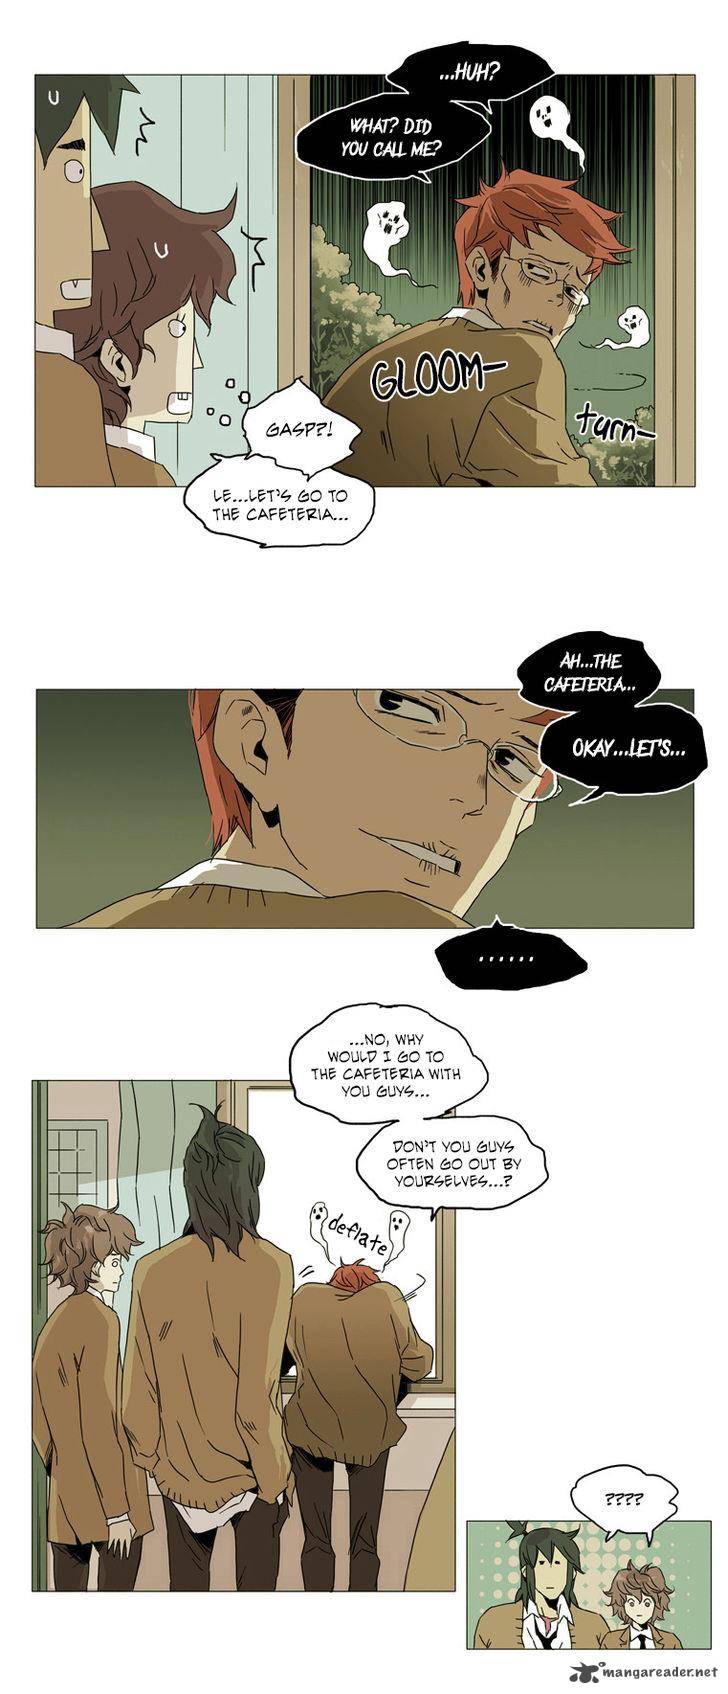 ...HUH?
WHAT? DID
YOU CALL ME?
GLOOM-
turn-
GASP?!
LE...LET'S GO TO
THE CAFETERIA...
AH...THE
CAFETERIA...
OKAY...LET'S...
......
...NO, WHY
WOULD I GO TO
THE CAFETERIA WITH
YOU GUYS...
DON'T YOU GUYS
OFTEN GO OUT BY
YOURSELVES...?
deflate
????
mangareader.net